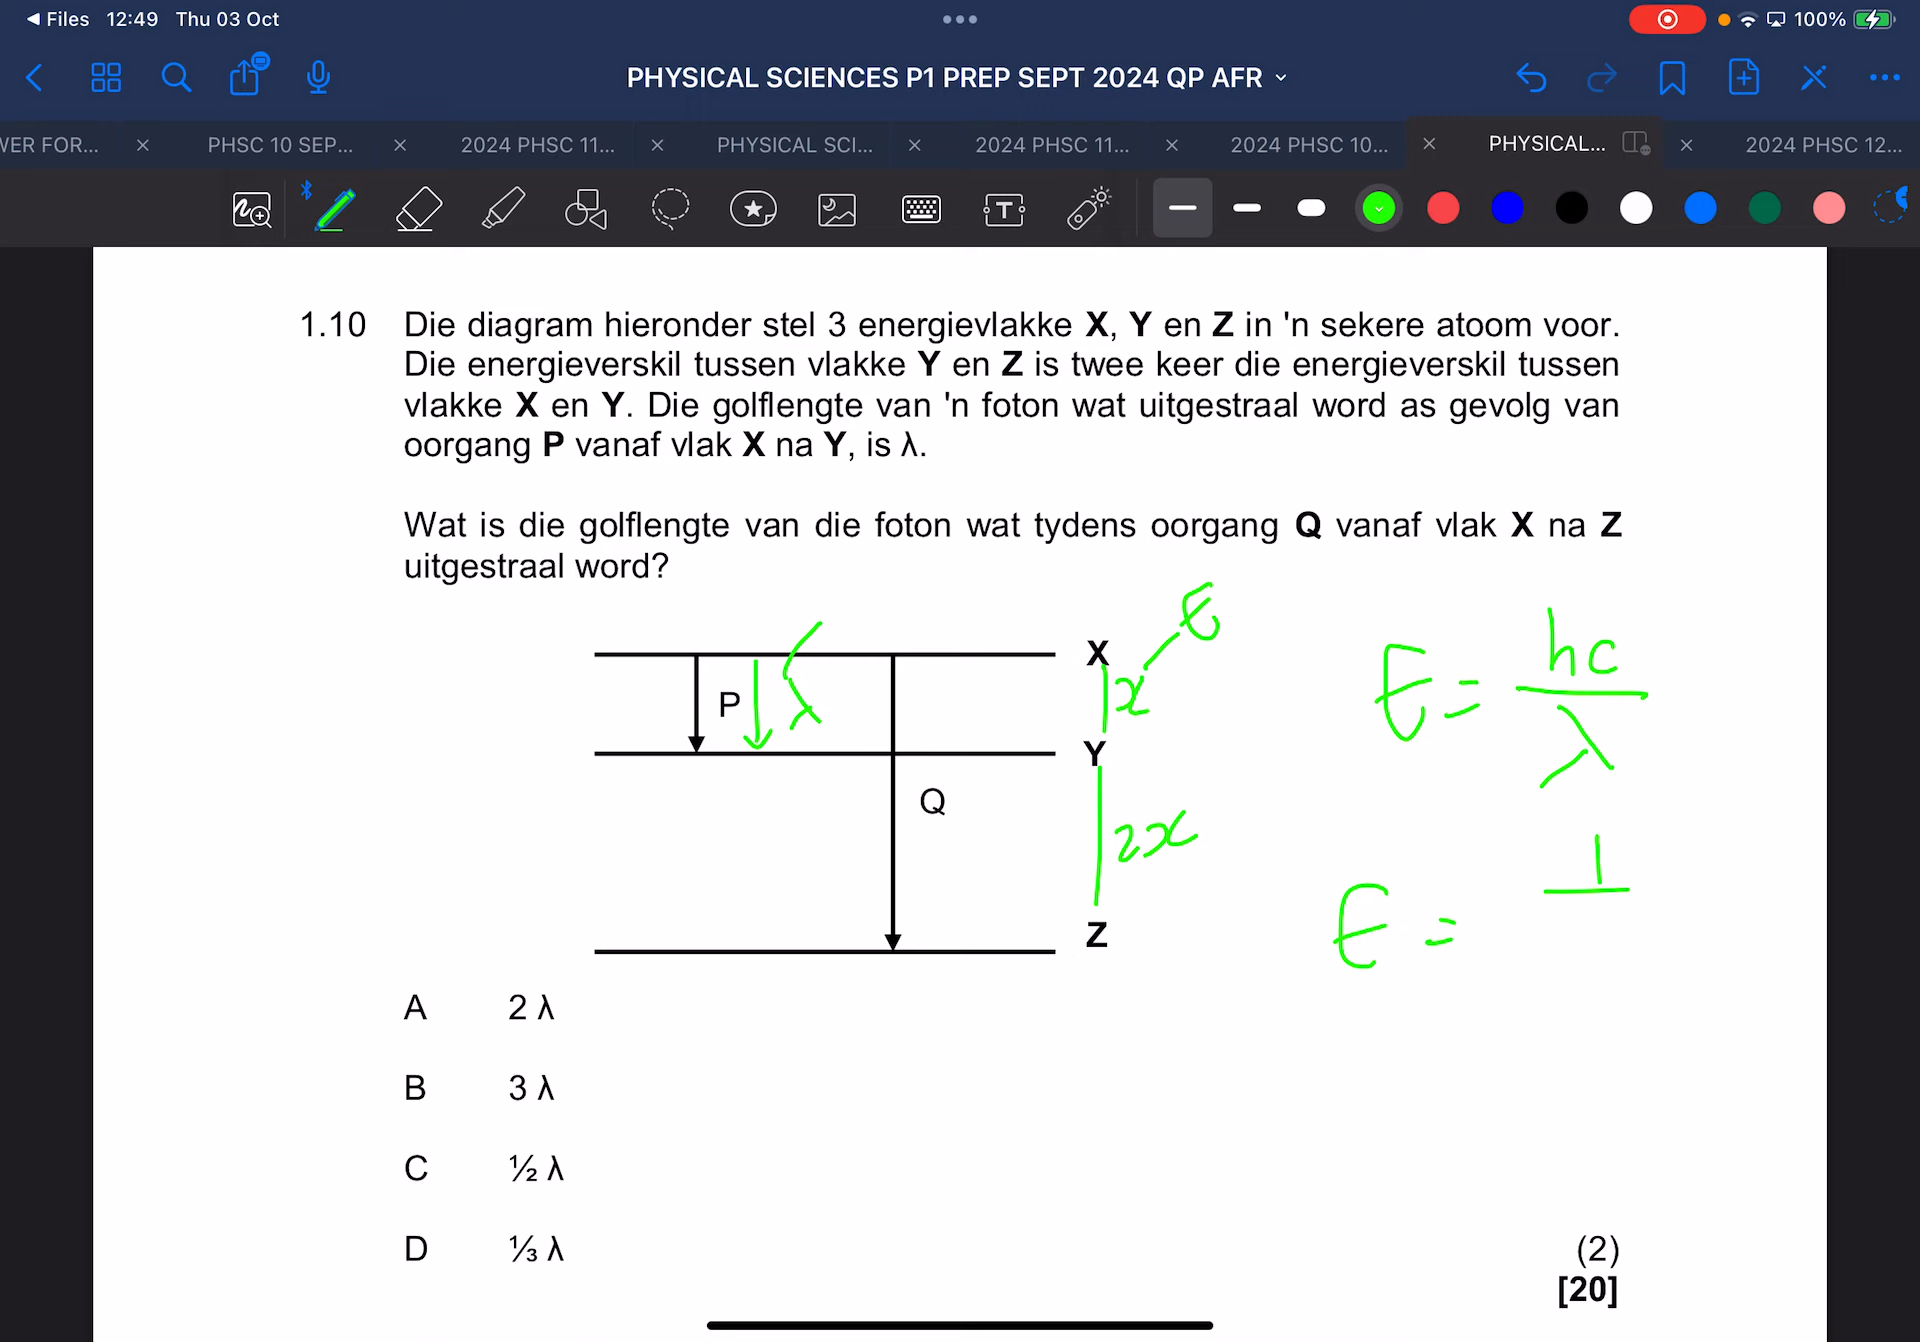 Files 12:49 Thu 03 Oct
100%
PHYSICAL SCIENCES P1 PREP SEPT 2024 QP AFR
VER FOR...
PHSC 10 SEP...
2024 PHSC 11...
PHYSICAL SCI...
2024 PHSC 11...
2024 PHSC 10...
PHYSICAL...
2024 PHSC 12...
1.10 Die diagram hieronder stel 3 energievlakke X, Y en Z in 'n sekere atoom voor.
Die energieverskil tussen vlakke Y en Z is twee keer die energieverskil tussen
vlakke X en Y. Die golflengte van 'n foton wat uitgestraal word as gevolg van
oorgang P vanaf vlak X na Y, is λ.
Wat is die golflengte van die foton wat tydens oorgang Q vanaf vlak X na Z
uitgestraal word?
E
X
x
P
λ
Y
Q
2x
Z
E = hc
λ
E = 1
A 2 λ
B 3 λ
C ½ λ
D ⅓ λ
(2)
[20]